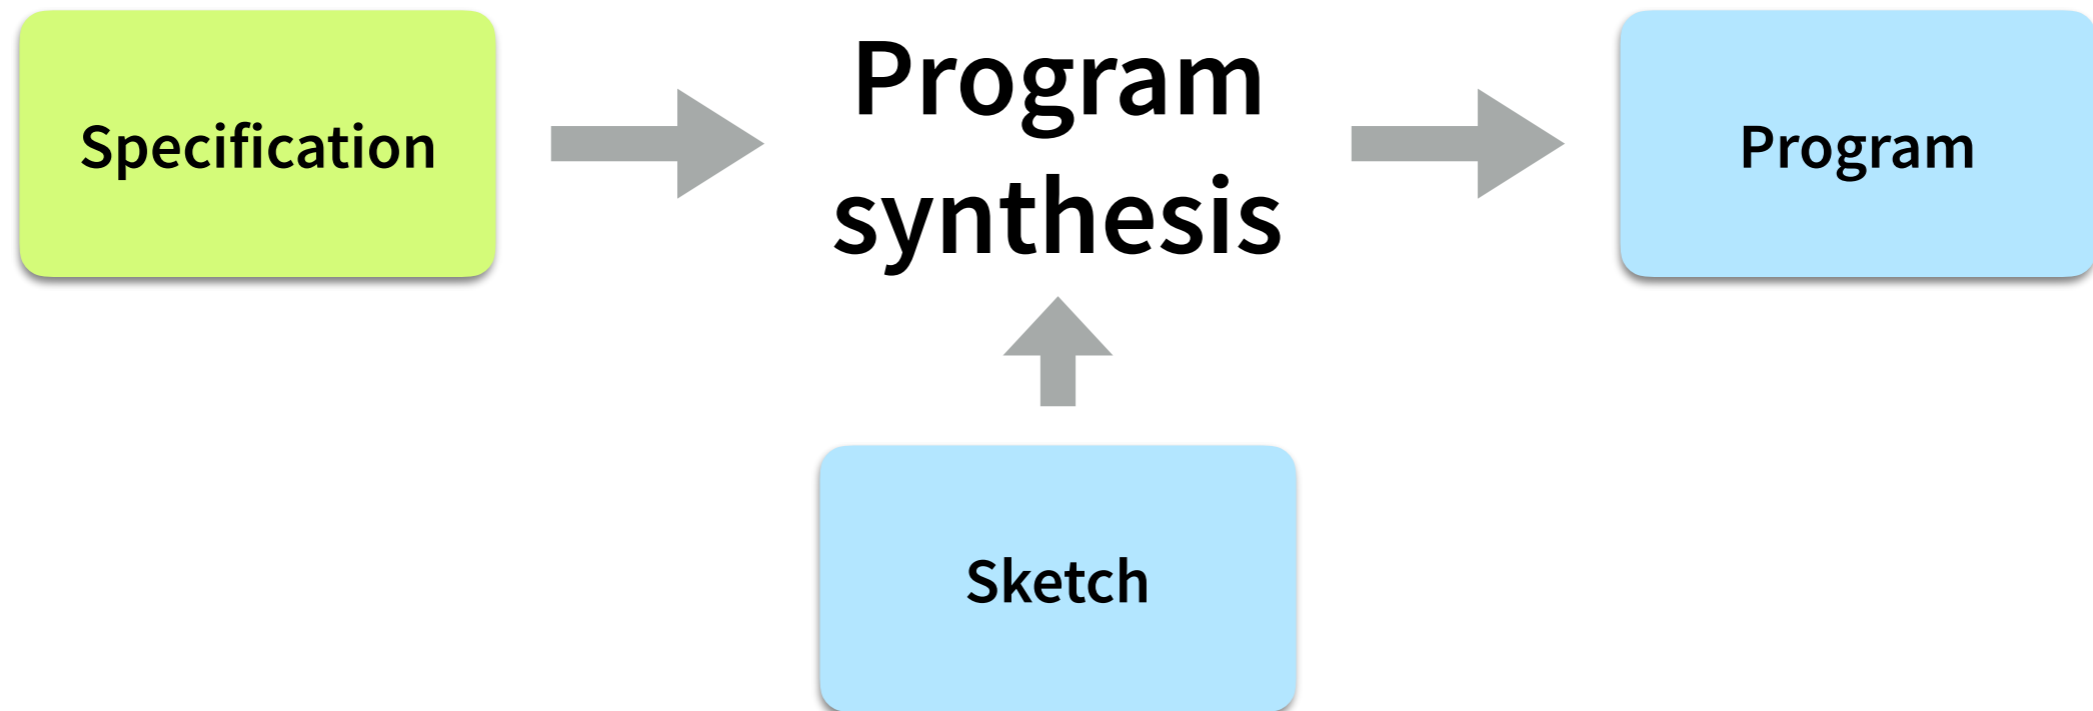 Specification
Program
synthesis
Program
Sketch